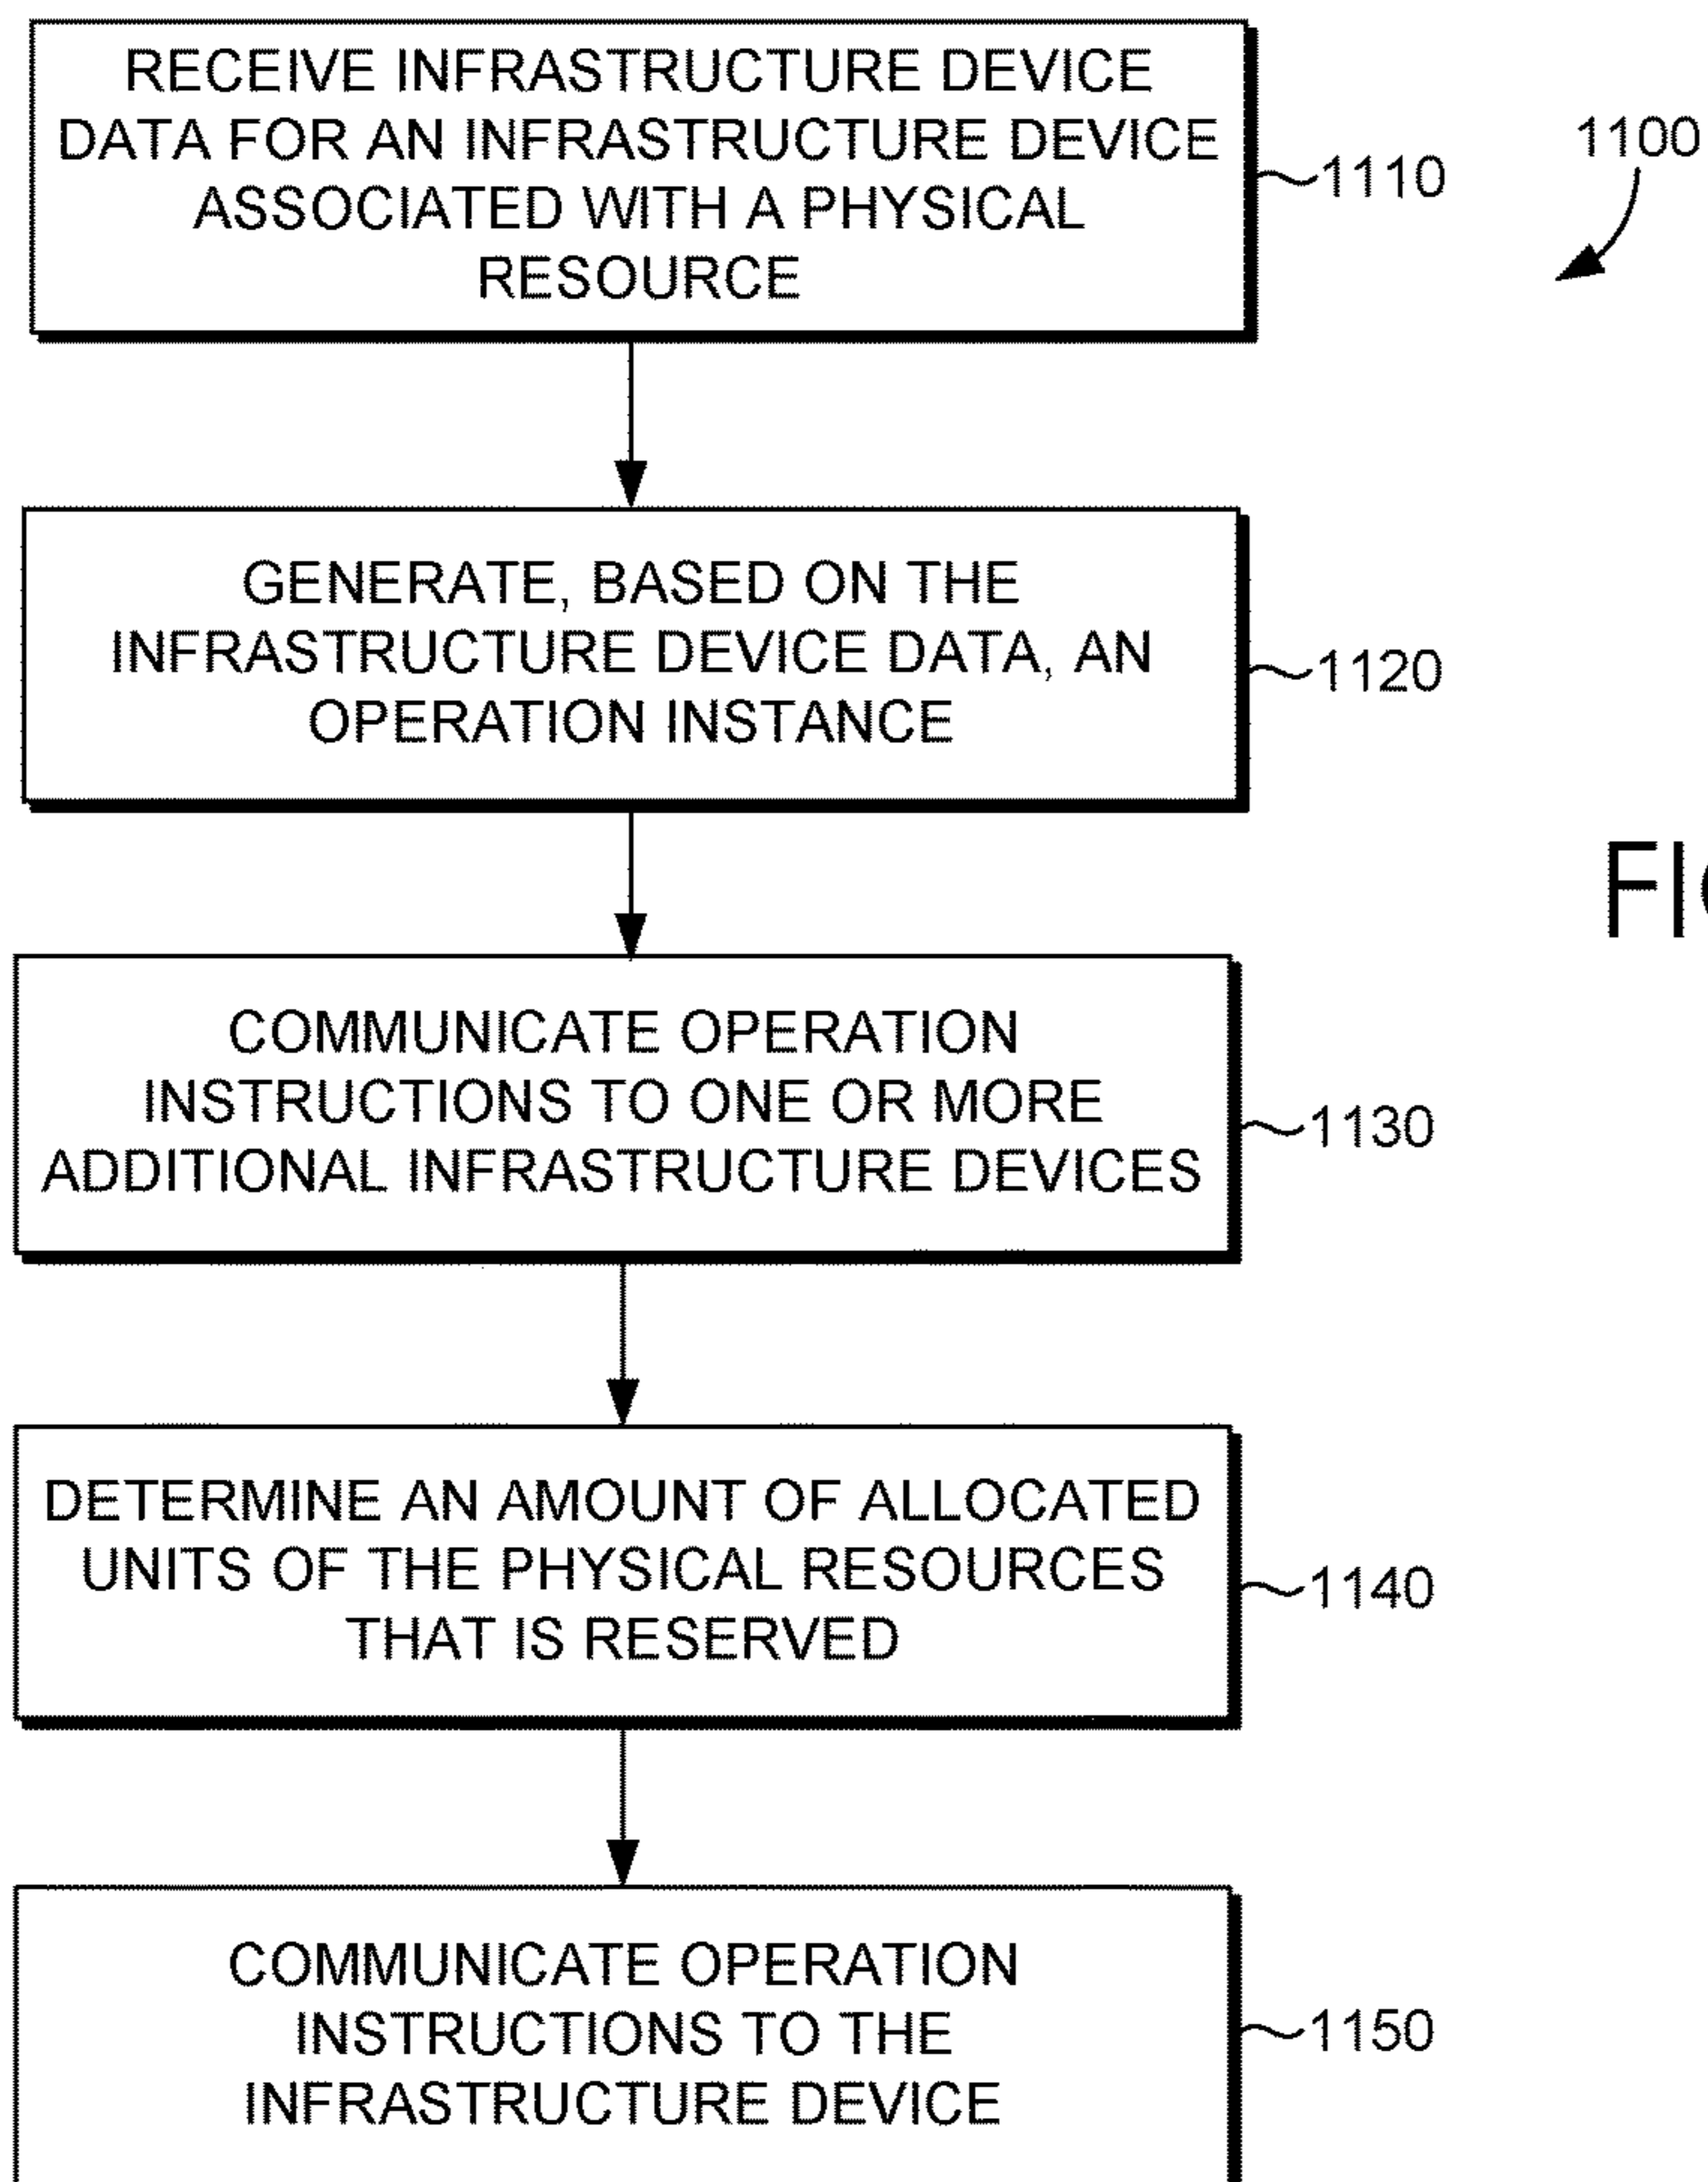 RECEIVE INFRASTRUCTURE DEVICE
DATA FOR AN INFRASTRUCTURE DEVICE
ASSOCIATED WITH A PHYSICAL
RESOURCE
1110
1100
GENERATE, BASED ON THE
INFRASTRUCTURE DEVICE DATA, AN
OPERATION INSTANCE
1120
COMMUNICATE OPERATION
INSTRUCTIONS TO ONE OR MORE
ADDITIONAL INFRASTRUCTURE DEVICES
1130
DETERMINE AN AMOUNT OF ALLOCATED
UNITS OF THE PHYSICAL RESOURCES
THAT IS RESERVED
1140
COMMUNICATE OPERATION
INSTRUCTIONS TO THE
INFRASTRUCTURE DEVICE
1150